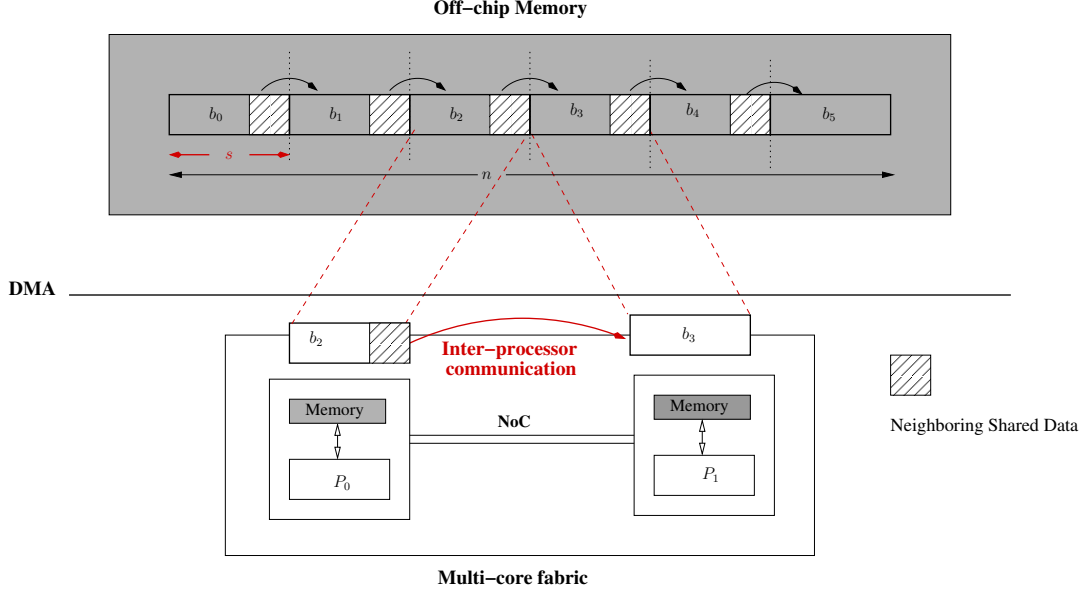 Off−chip Memory
b0 b1 b2 b3 b4 b5
s
n
DMA
b2 b3
Inter−processor
communication
Memory NoC Memory
P0 P1
Neighboring Shared Data
Multi−core fabric